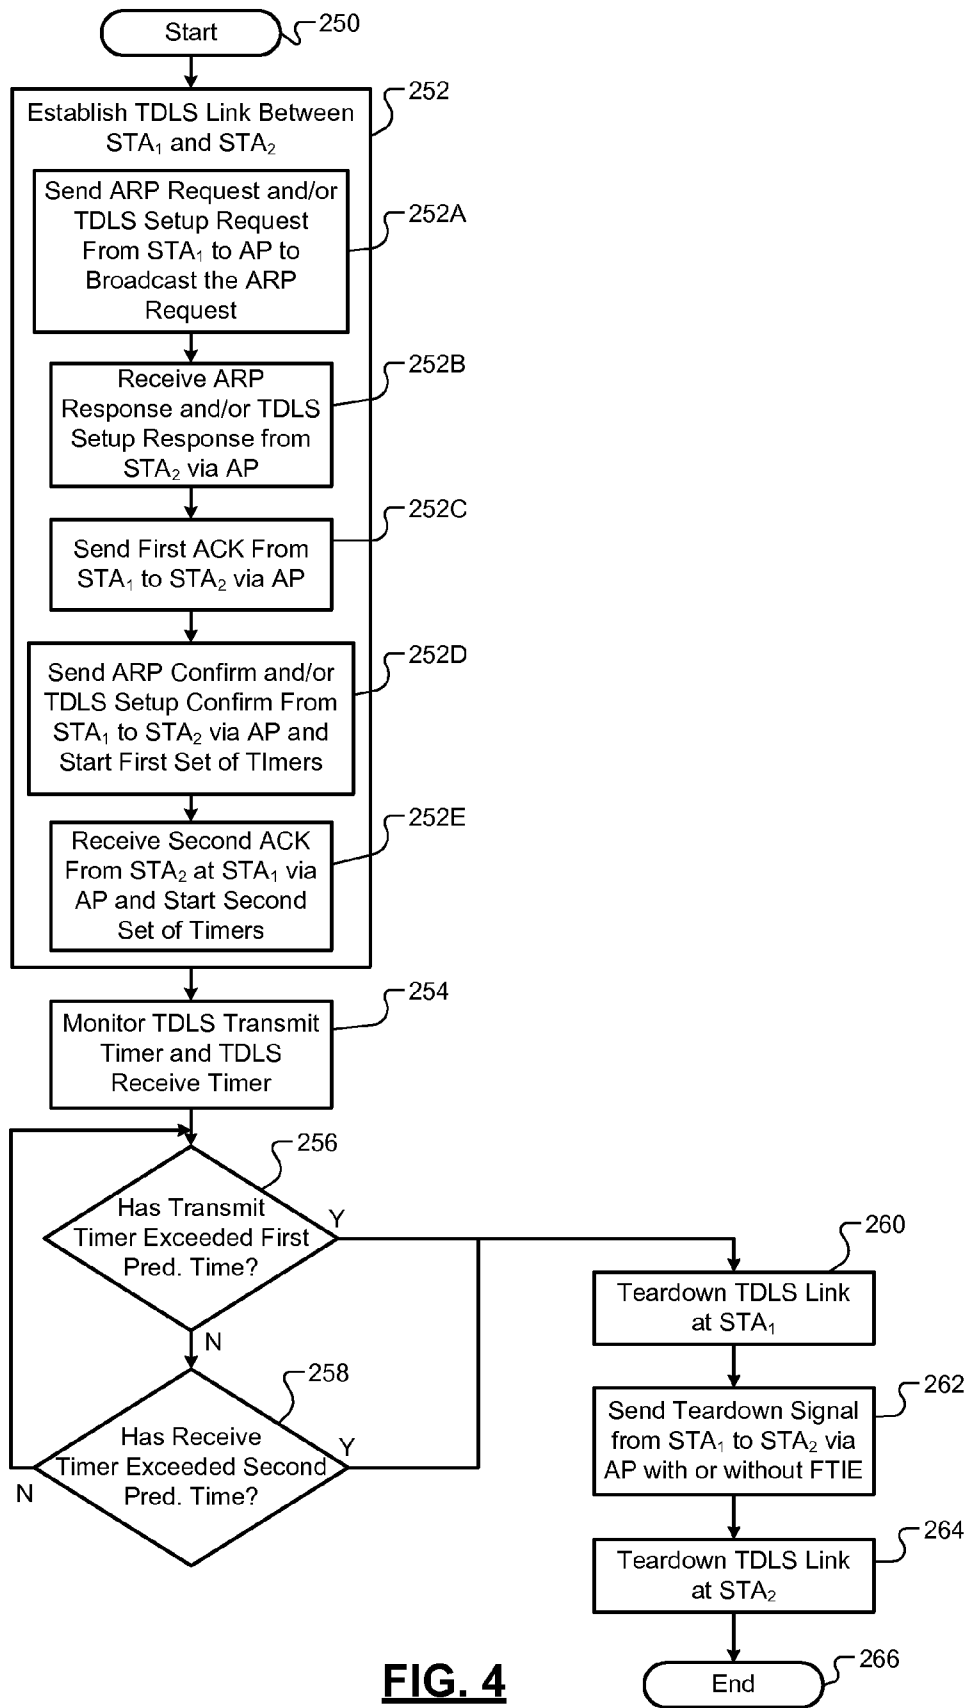 Start
250
252
Establish TDLS Link Between
STA₁ and STA₂
Send ARP Request and/or
TDLS Setup Request
From STA₁ to AP to
Broadcast the ARP
Request
252A
Receive ARP
Response and/or TDLS
Setup Response from
STA₂ via AP
252B
Send First ACK From
STA₁ to STA₂ via AP
252C
Send ARP Confirm and/or
TDLS Setup Confirm From
STA₁ to STA₂ via AP and
Start First Set of TImers
252D
Receive Second ACK
From STA₂ at STA₁ via
AP and Start Second
Set of Timers
252E
Monitor TDLS Transmit
Timer and TDLS
Receive Timer
254
256
Has Transmit
Timer Exceeded First
Pred. Time?
Y
N
258
Has Receive
Timer Exceeded Second
Pred. Time?
Y
N
260
Teardown TDLS Link
at STA₁
262
Send Teardown Signal
from STA₁ to STA₂ via
AP with or without FTIE
264
Teardown TDLS Link
at STA₂
End
266
FIG. 4